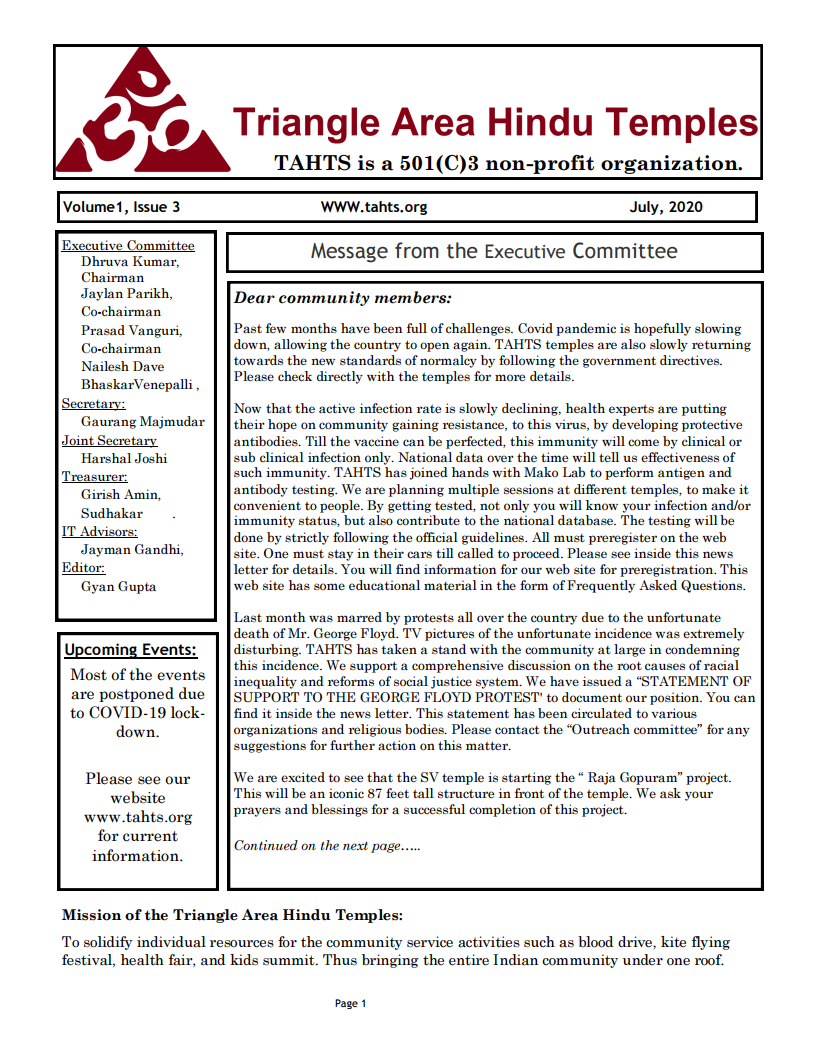 Triangle Area Hindu Temples
TAHTS is a 501(C)3 non-profit organization.
Volume1, Issue 3 WWW.tahts.org July, 2020
Executive Committee
Dhruva Kumar,
Chairman
Jaylan Parikh,
Co-chairman
Prasad Vanguri,
Co-chairman
Nailesh Dave
BhaskarVenepalli ,
Secretary:
Gaurang Majmudar
Joint Secretary
Harshal Joshi
Treasurer:
Girish Amin,
Sudhakar .
IT Advisors:
Jayman Gandhi,
Editor:
Gyan Gupta
Upcoming Events:
Most of the events
are postponed due
to COVID-19 lock-
down.
Please see our
website
www.tahts.org
for current
information.
Message from the Executive Committee
Dear community members:
Past few months have been full of challenges. Covid pandemic is hopefully slowing
down, allowing the country to open again. TAHTS temples are also slowly returning
towards the new standards of normalcy by following the government directives.
Please check directly with the temples for more details.
Now that the active infection rate is slowly declining, health experts are putting
their hope on community gaining resistance, to this virus, by developing protective
antibodies. Till the vaccine can be perfected, this immunity will come by clinical or
sub clinical infection only. National data over the time will tell us effectiveness of
such immunity. TAHTS has joined hands with Mako Lab to perform antigen and
antibody testing. We are planning multiple sessions at different temples, to make it
convenient to people. By getting tested, not only you will know your infection and/or
immunity status, but also contribute to the national database. The testing will be
done by strictly following the official guidelines. All must preregister on the web
site. One must stay in their cars till called to proceed. Please see inside this news
letter for details. You will find information for our web site for preregistration. This
web site has some educational material in the form of Frequently Asked Questions.
Last month was marred by protests all over the country due to the unfortunate
death of Mr. George Floyd. TV pictures of the unfortunate incidence was extremely
disturbing. TAHTS has taken a stand with the community at large in condemning
this incidence. We support a comprehensive discussion on the root causes of racial
inequality and reforms of social justice system. We have issued a “STATEMENT OF
SUPPORT TO THE GEORGE FLOYD PROTEST' to document our position. You can
find it inside the news letter. This statement has been circulated to various
organizations and religious bodies. Please contact the “Outreach committee” for any
suggestions for further action on this matter.
We are excited to see that the SV temple is starting the “ Raja Gopuram” project.
This will be an iconic 87 feet tall structure in front of the temple. We ask your
prayers and blessings for a successful completion of this project.
Continued on the next page…..
Mission of the Triangle Area Hindu Temples:
To solidify individual resources for the community service activities such as blood drive, kite flying
festival, health fair, and kids summit. Thus bringing the entire Indian community under one roof.
Page 1